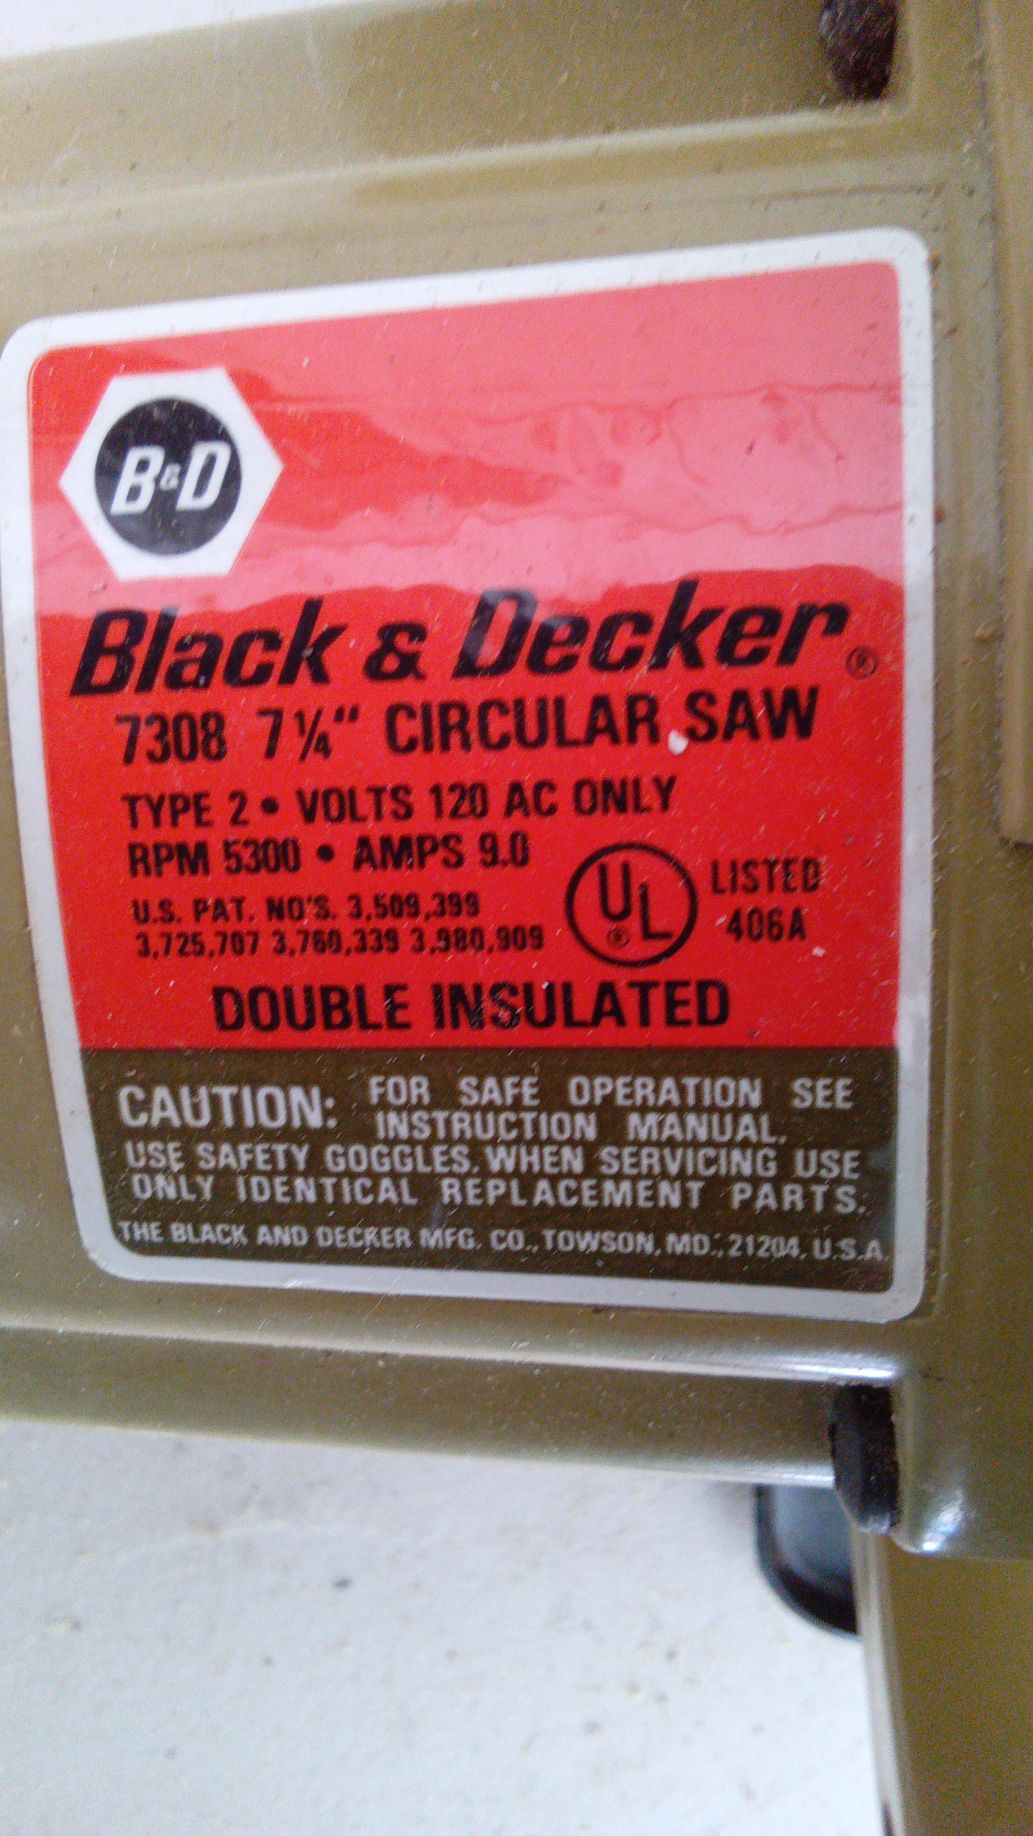 B&D
Black & Decker®
7308 7 1/4" CIRCULAR SAW
TYPE 2 • VOLTS 120 AC ONLY
RPM 5300 • AMPS 9.0
U.S. PAT. NO'S. 3,509,399
3,725,707 3,760,339 3,980,909
UL ®
LISTED
406A
DOUBLE INSULATED
CAUTION: FOR SAFE OPERATION SEE
INSTRUCTION MANUAL.
USE SAFETY GOGGLES. WHEN SERVICING USE
ONLY IDENTICAL REPLACEMENT PARTS.
THE BLACK AND DECKER MFG. CO., TOWSON, MD., 21204, U.S.A.